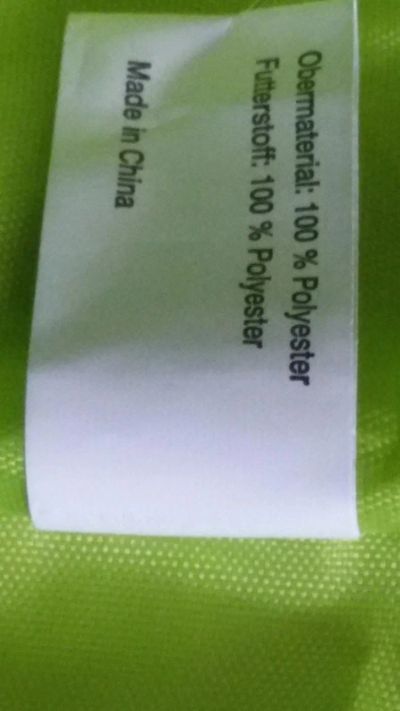 Obermaterial: 100 % Polyester
Futterstoff: 100 % Polyester
Made in China